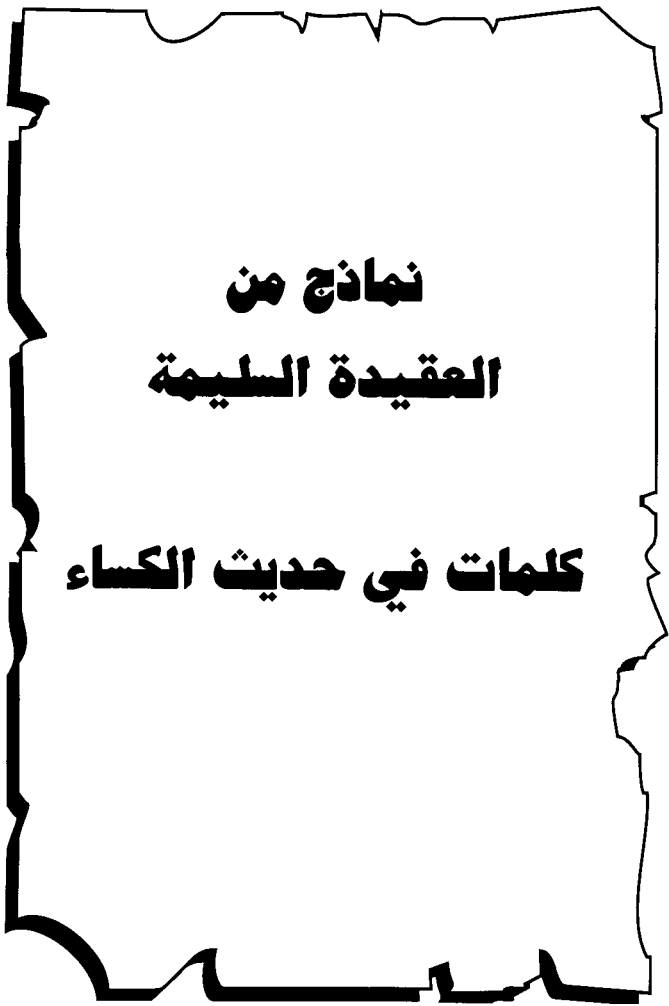 نماذج من
العقيدة السليمة
كلمات في حديث الكساء